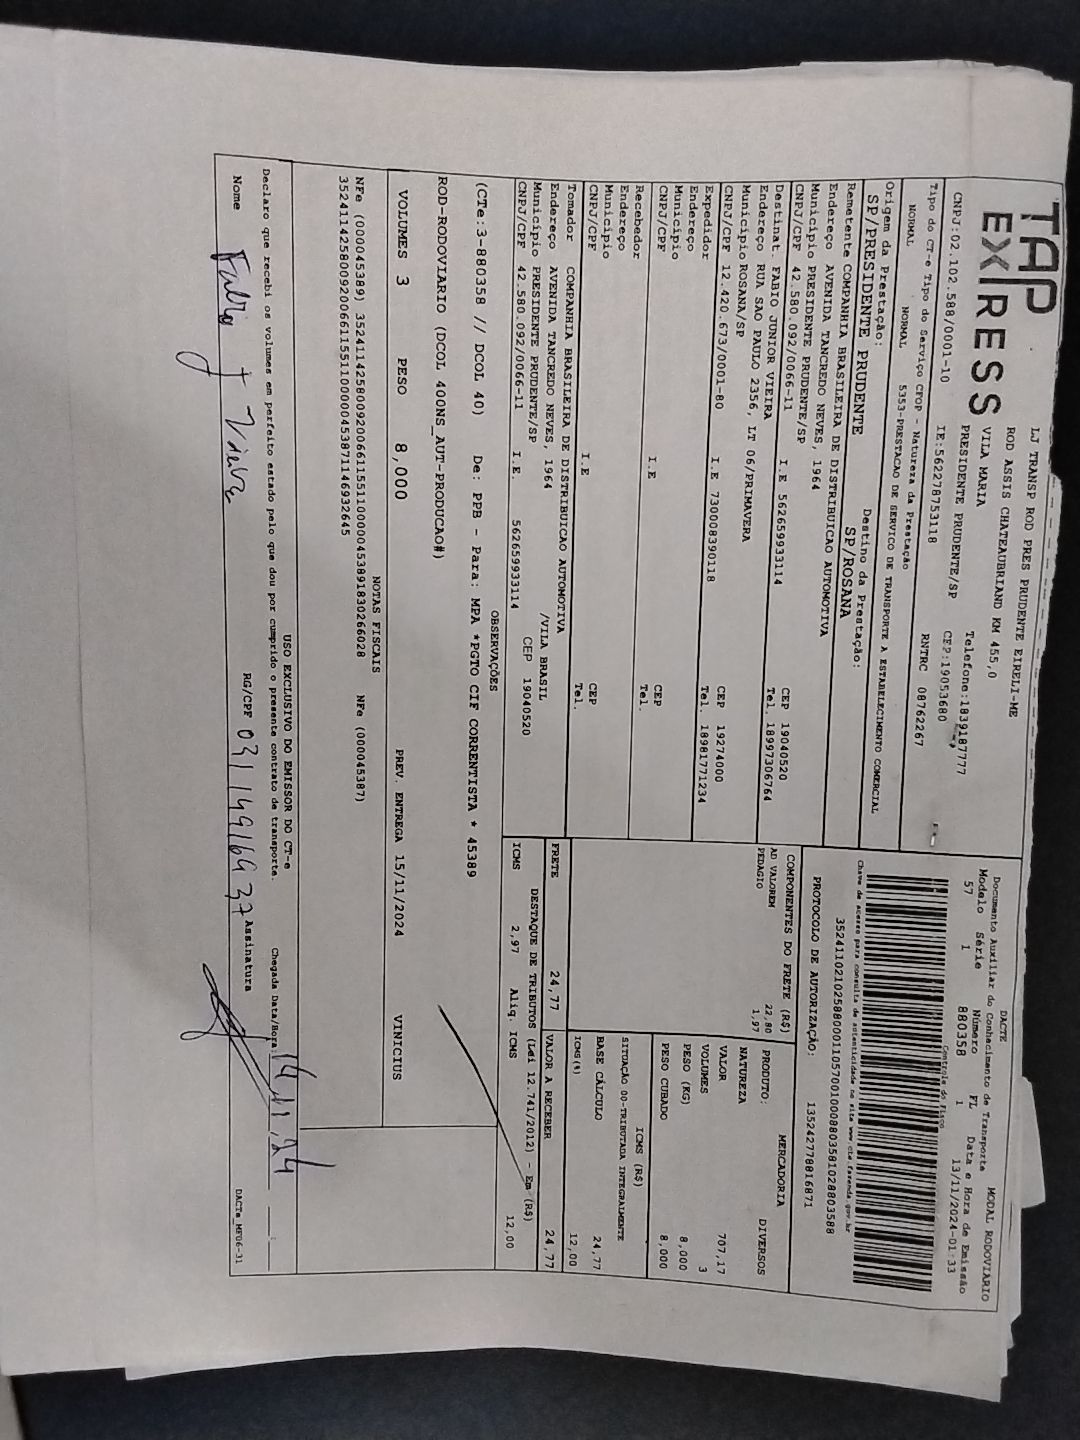 TAP
EXPRESS
LJ TRANSP ROD PRES PRUDENTE EIRELI-ME
ROD ASSIS CHATEAUBRIAND KM 455,0
VILA MARIA Telefone:1839187777
PRESIDENTE PRUDENTE/SP CEP:19053680
CNPJ:02.102.588/0001-10 IE:562278753118 RNTRC 08762267
DACTE MODAL RODOVIARIO
Documento Auxiliar do Conhecimento de Transporte
Modelo Série Número FL Data e Hora de Emissão
57 1 880358 1 13/11/2024-01:33
Controle do Fisco
Tipo do CT-e Tipo do Serviço CFOP - Natureza da Prestação
NORMAL NORMAL 5353-PRESTACAO DE SERVICO DE TRANSPORTE A ESTABELECIMENTO COMERCIAL
Chave de acesso para consulta de autenticidade no site www.cte.fazenda.gov.br
35241102102588000110570010008803581028803588
Origem da Prestação: Destino da Prestação:
SP/PRESIDENTE PRUDENTE SP/ROSANA
PROTOCOLO DE AUTORIZAÇÃO: 135242778816871
Remetente COMPANHIA BRASILEIRA DE DISTRIBUICAO AUTOMOTIVA
Endereço AVENIDA TANCREDO NEVES, 1964
Município PRESIDENTE PRUDENTE/SP CEP 19040520
CNPJ/CPF 42.580.092/0066-11 I.E 562659933114 Tel. 18997306764
Destinat. FABIO JUNIOR VIEIRA
Endereço RUA SAO PAULO 2356, LT 06/PRIMAVERA
Município ROSANA/SP CEP 19274000
CNPJ/CPF 12.420.673/0001-80 I.E 730008390118 Tel. 18981771234
Expedidor
Endereço
Município CEP
CNPJ/CPF I.E Tel.
Recebedor
Endereço
Município CEP
CNPJ/CPF I.E Tel.
Tomador COMPANHIA BRASILEIRA DE DISTRIBUICAO AUTOMOTIVA
Endereço AVENIDA TANCREDO NEVES, 1964 /VILA BRASIL
Município PRESIDENTE PRUDENTE/SP CEP 19040520
CNPJ/CPF 42.580.092/0066-11 I.E. 562659933114
COMPONENTES DO FRETE (R$)
AD VALOREM 22,80
PEDAGIO 1,97
PRODUTO: MERCADORIA
NATUREZA DIVERSOS
VALOR 707,17
VOLUMES 3
PESO (KG) 8,000
PESO CUBADO 8,000
ICMS (R$)
SITUAÇÃO 00-TRIBUTADA INTEGRALMENTE
BASE CÁLCULO 24,77
ICMS(%) 12,00
FRETE 24,77 VALOR A RECEBER 24,77
DESTAQUE DE TRIBUTOS (Lei 12.741/2012) - Em (R$)
ICMS 2,97 Aliq. ICMS 12,00
OBSERVAÇÕES
(CTe:3-880358 // DCOL 40) De: PPB - Para: MPA *PGTO CIF CORRENTISTA * 45389
ROD-RODOVIARIO (DCOL 400NS_AUT-PRODUCAO#)
VOLUMES 3 PESO 8,000 PREV. ENTREGA 15/11/2024 VINICIUS
NOTAS FISCAIS
NFe (000045389) 35241142580092006611551100000453891830266028 NFe (000045387)
35241142580092006611551100000453871146932645
USO EXCLUSIVO DO EMISSOR DO CT-e
Declaro que recebi os volumes em perfeito estado pelo que dou por cumprido o presente contrato de transporte. Chegada Data/Hora: 14.11.24
Nome Fabio J Vieira RG/CPF 031149169 37 Assinatura
DACTe_MF06-31